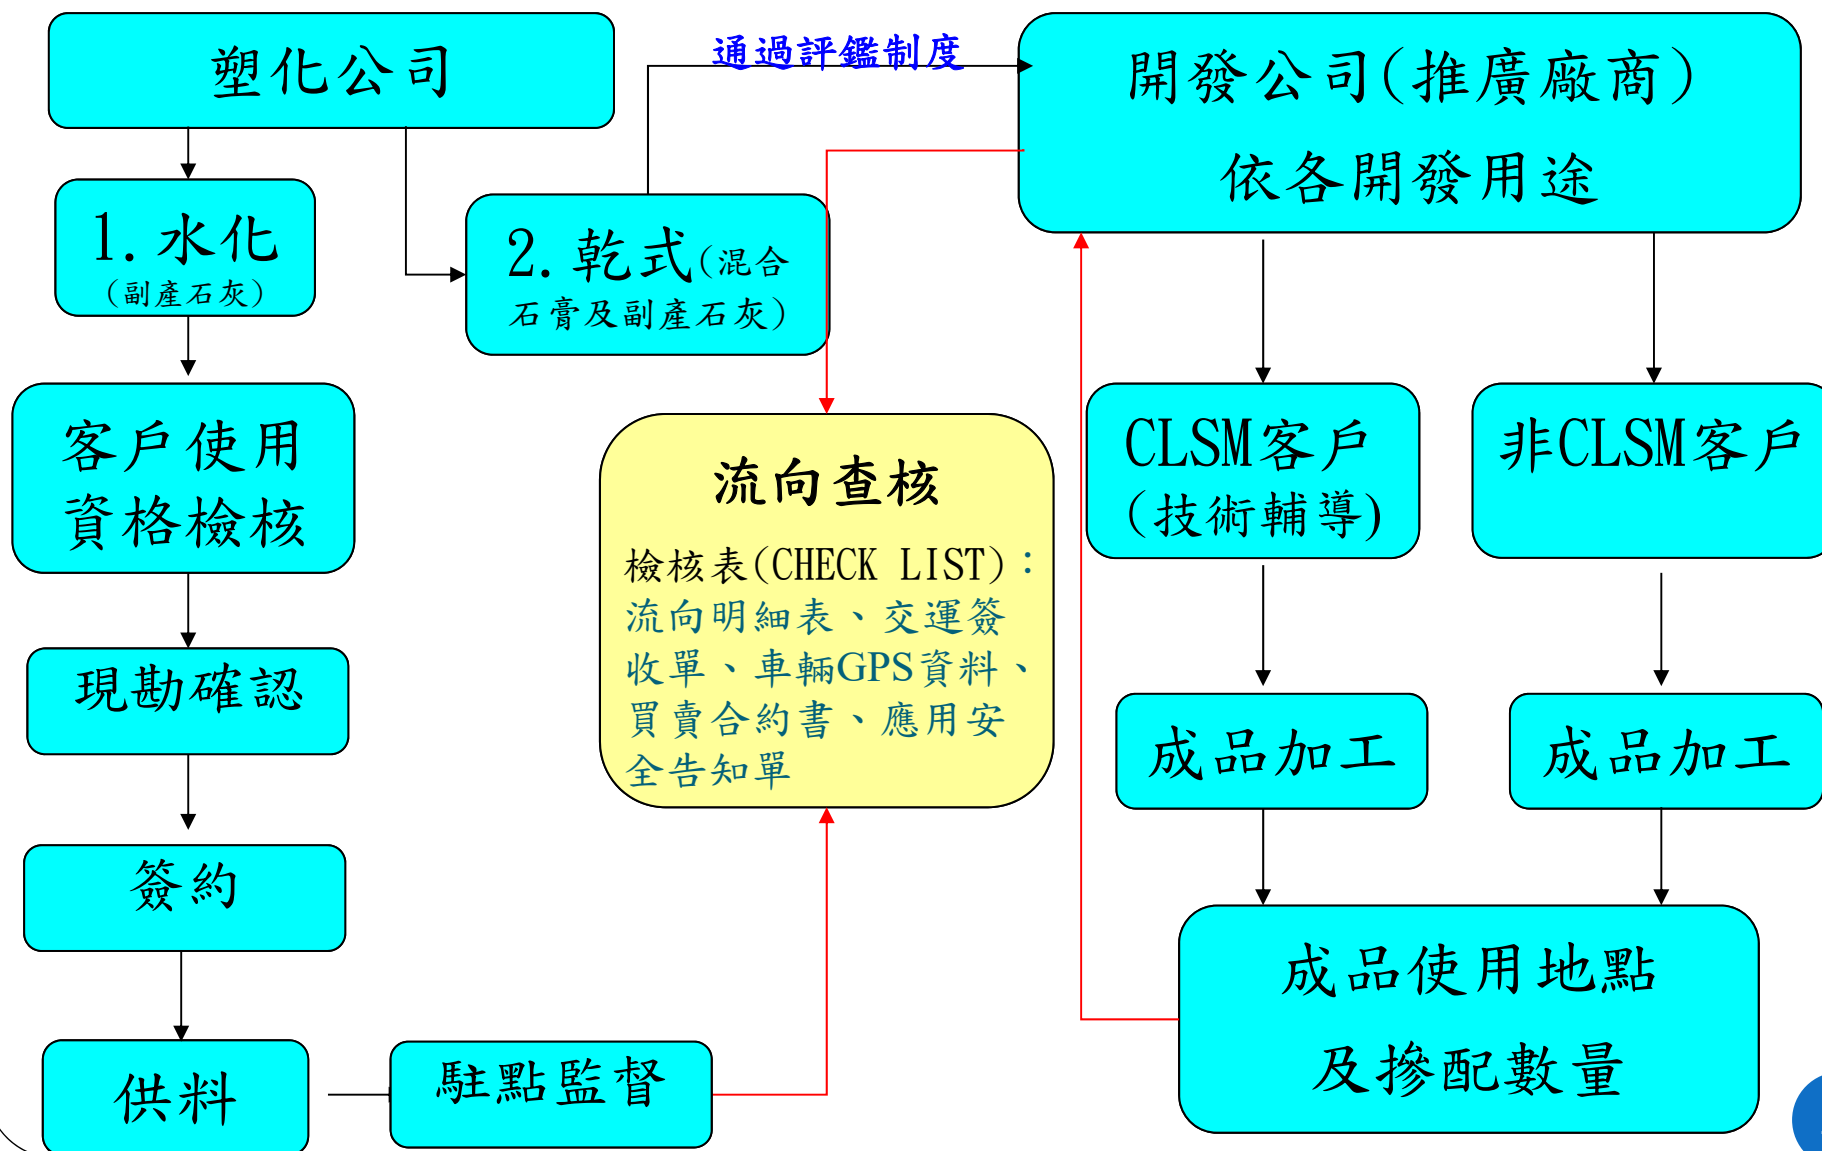 塑化公司
通過評鑑制度
開發公司(推廣廠商)
依各開發用途
1.水化
(副產石灰)
2.乾式(混合
石膏及副產石灰)
客戶使用
資格檢核
流向查核
檢核表(CHECK LIST):
流向明細表、交運簽
收單、車輛GPS資料、
買賣合約書、應用安
全告知單
CLSM客戶
(技術輔導)
非CLSM客戶
現勘確認
成品加工
成品加工
簽約
成品使用地點
及摻配數量
供料
駐點監督